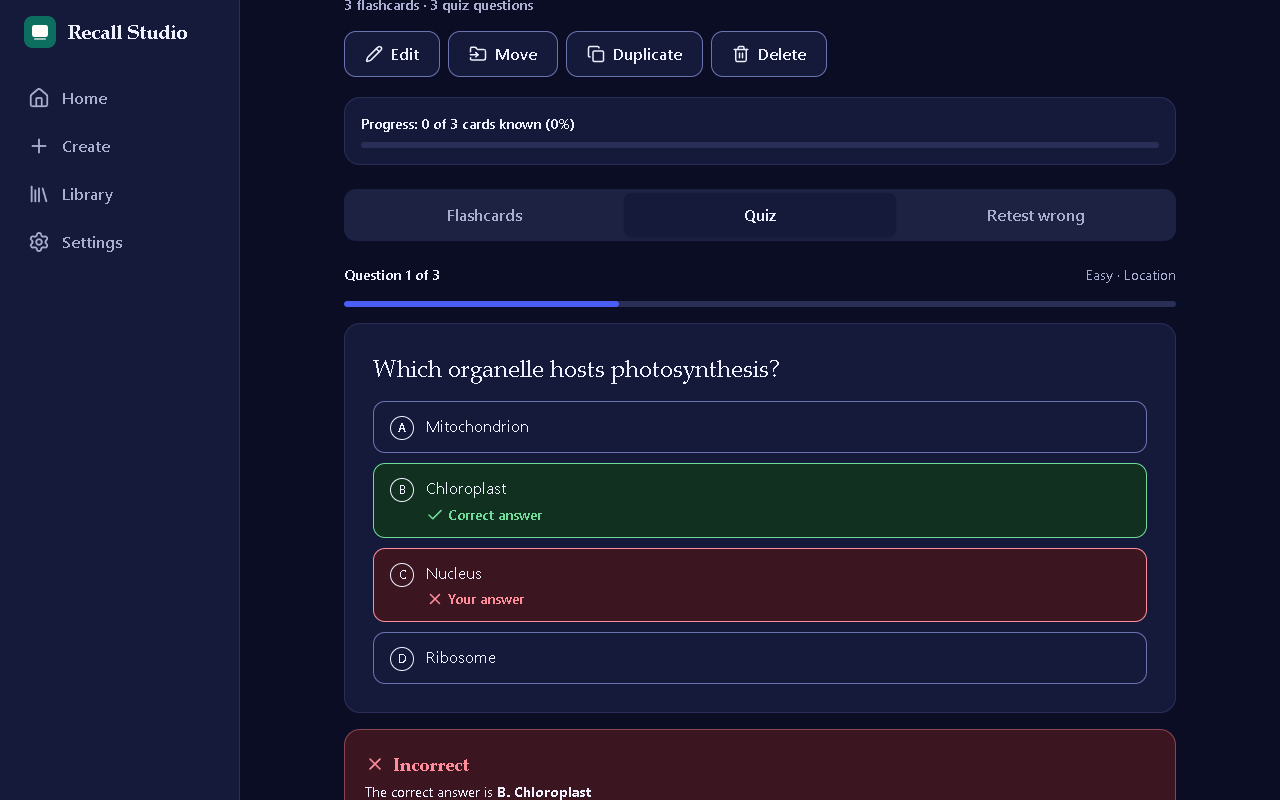 Recall Studio
Home
Create
Library
Settings
3 flashcards · 3 quiz questions
Edit
Move
Duplicate
Delete
Progress: 0 of 3 cards known (0%)
Flashcards
Quiz
Retest wrong
Question 1 of 3
Easy · Location
Which organelle hosts photosynthesis?
A Mitochondrion
B Chloroplast
Correct answer
C Nucleus
Your answer
D Ribosome
Incorrect
The correct answer is B. Chloroplast